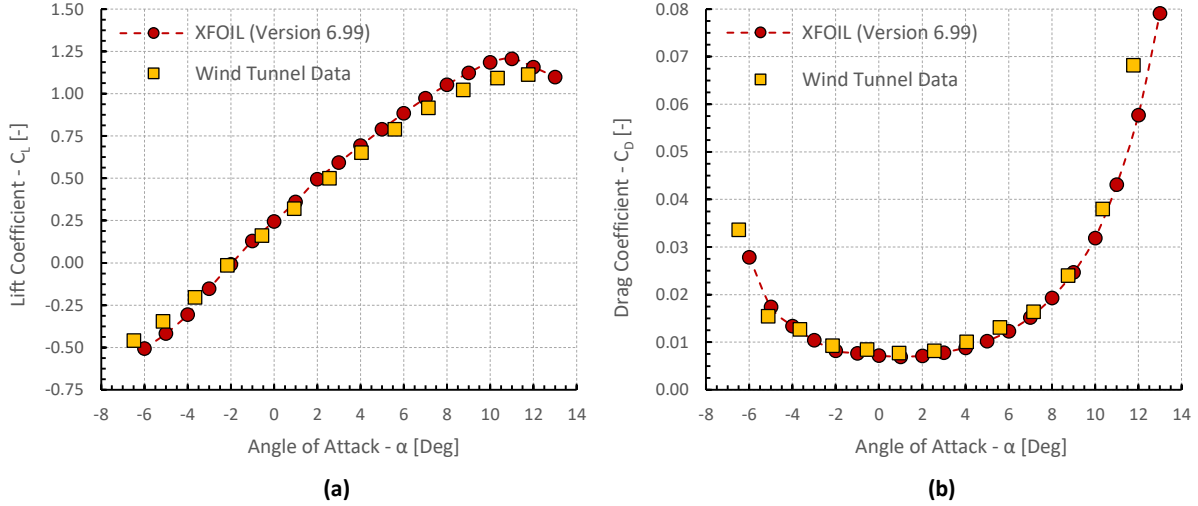 1.50
1.25
1.00
0.75
0.50
0.25
0.00
-0.25
-0.50
-0.75
-8 -6 -4 -2 0 2 4 6 8 10 12 14
Lift Coefficient - C_L [-]
Angle of Attack - α [Deg]
XFOIL (Version 6.99)
Wind Tunnel Data
(a)
0.08
0.07
0.06
0.05
0.04
0.03
0.02
0.01
0.00
-8 -6 -4 -2 0 2 4 6 8 10 12 14
Drag Coefficient - C_D [-]
Angle of Attack - α [Deg]
XFOIL (Version 6.99)
Wind Tunnel Data
(b)